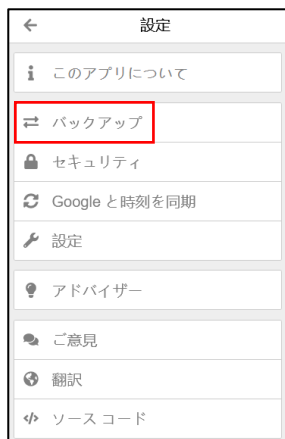 設定
このアプリについて
バックアップ
セキュリティ
Google と時刻を同期
設定
アドバイザー
ご意見
翻訳
ソース コード